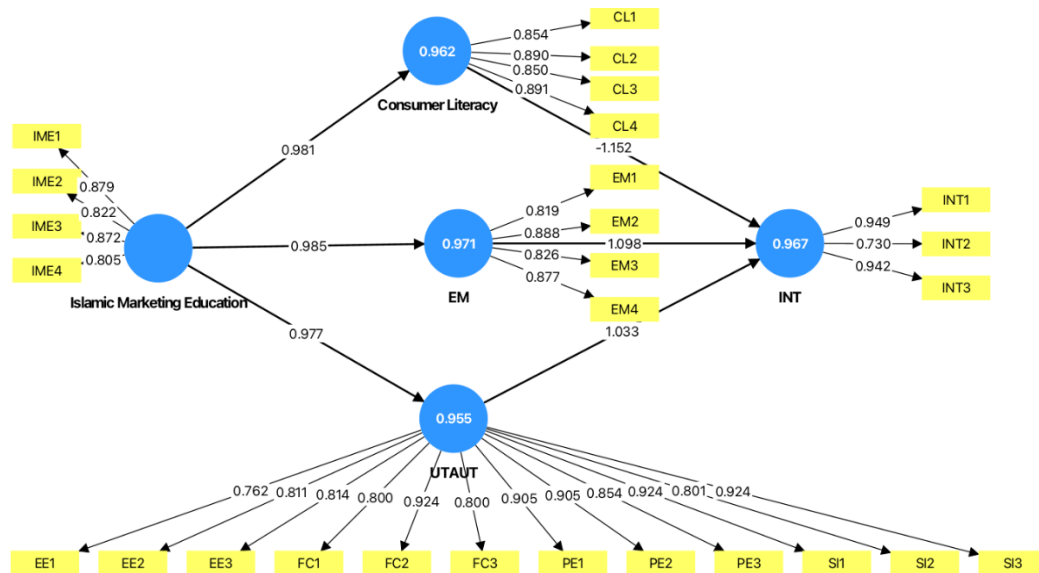 CL1
0.854
0.962
0.890
CL2
0.850
CL3
0.891
Consumer Literacy
CL4
IME1
-1.152
0.981
EM1
IME2
0.879
0.819
INT1
0.822
EM2
0.949
IME3
0.888
0.872
0.985
0.971
1.098
0.967
0.730
INT2
0.826
EM3
IME4
0.805
0.877
0.942
INT3
Islamic Marketing Education
EM
EM4
INT
0.977
1.033
0.955
UTAUT
0.762
0.811
0.814
0.800
0.924
0.800
0.905
0.905
0.854
0.924
0.801
0.924
EE1
EE2
EE3
FC1
FC2
FC3
PE1
PE2
PE3
SI1
SI2
SI3